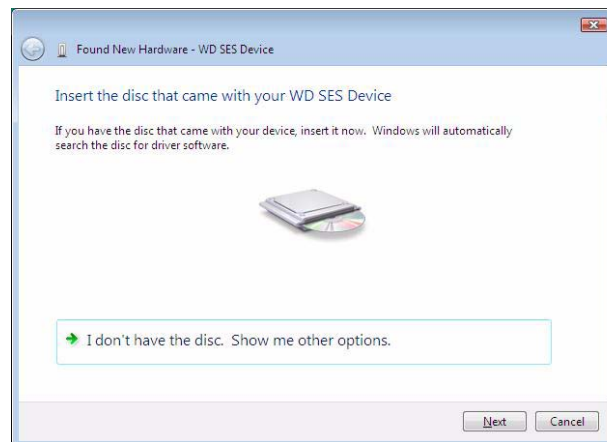 Found New Hardware - WD SES Device
Insert the disc that came with your WD SES Device
If you have the disc that came with your device, insert it now.  Windows will automatically
search the disc for driver software.
I don't have the disc.  Show me other options.
Next Cancel